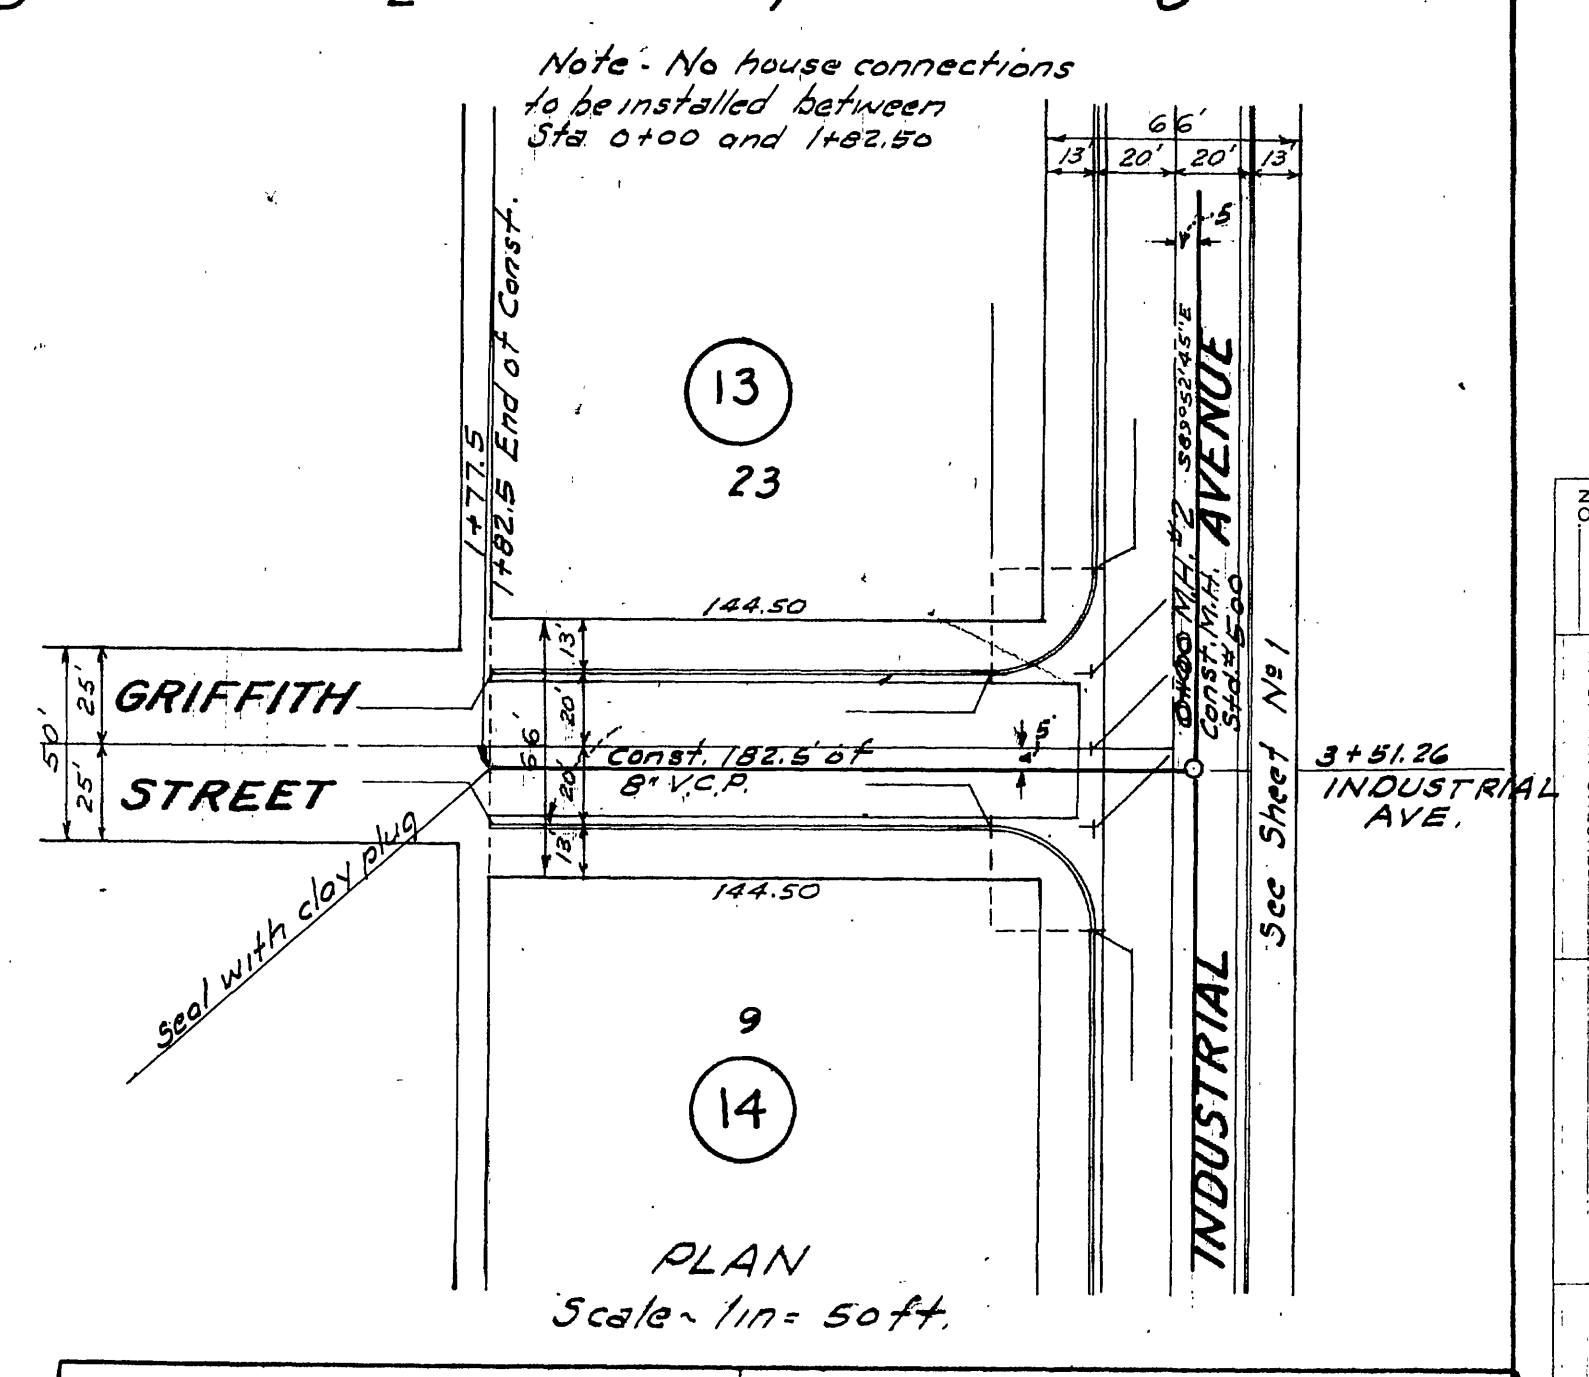 Note - No house connections
to be installed between
Sta 0+00 and 1+82.50
66'
13' 20' 20' 13'
5'
1+77.5
1+82.5 End of Const.
13
23
S89°52'45"E
0+00 M.H. #2
Const. M.H.
Std. #500
INDUSTRIAL AVENUE
See Sheet No 1
144.50
13'
20'
66'
20'
13'
50'
25'
25'
GRIFFITH
STREET
5'
Const. 182.5' of
8" V.C.P.
3+51.26
INDUSTRIAL
AVE.
144.50
Seal with clay plug
9
14
PLAN
Scale ~ 1in = 50ft.
NO.